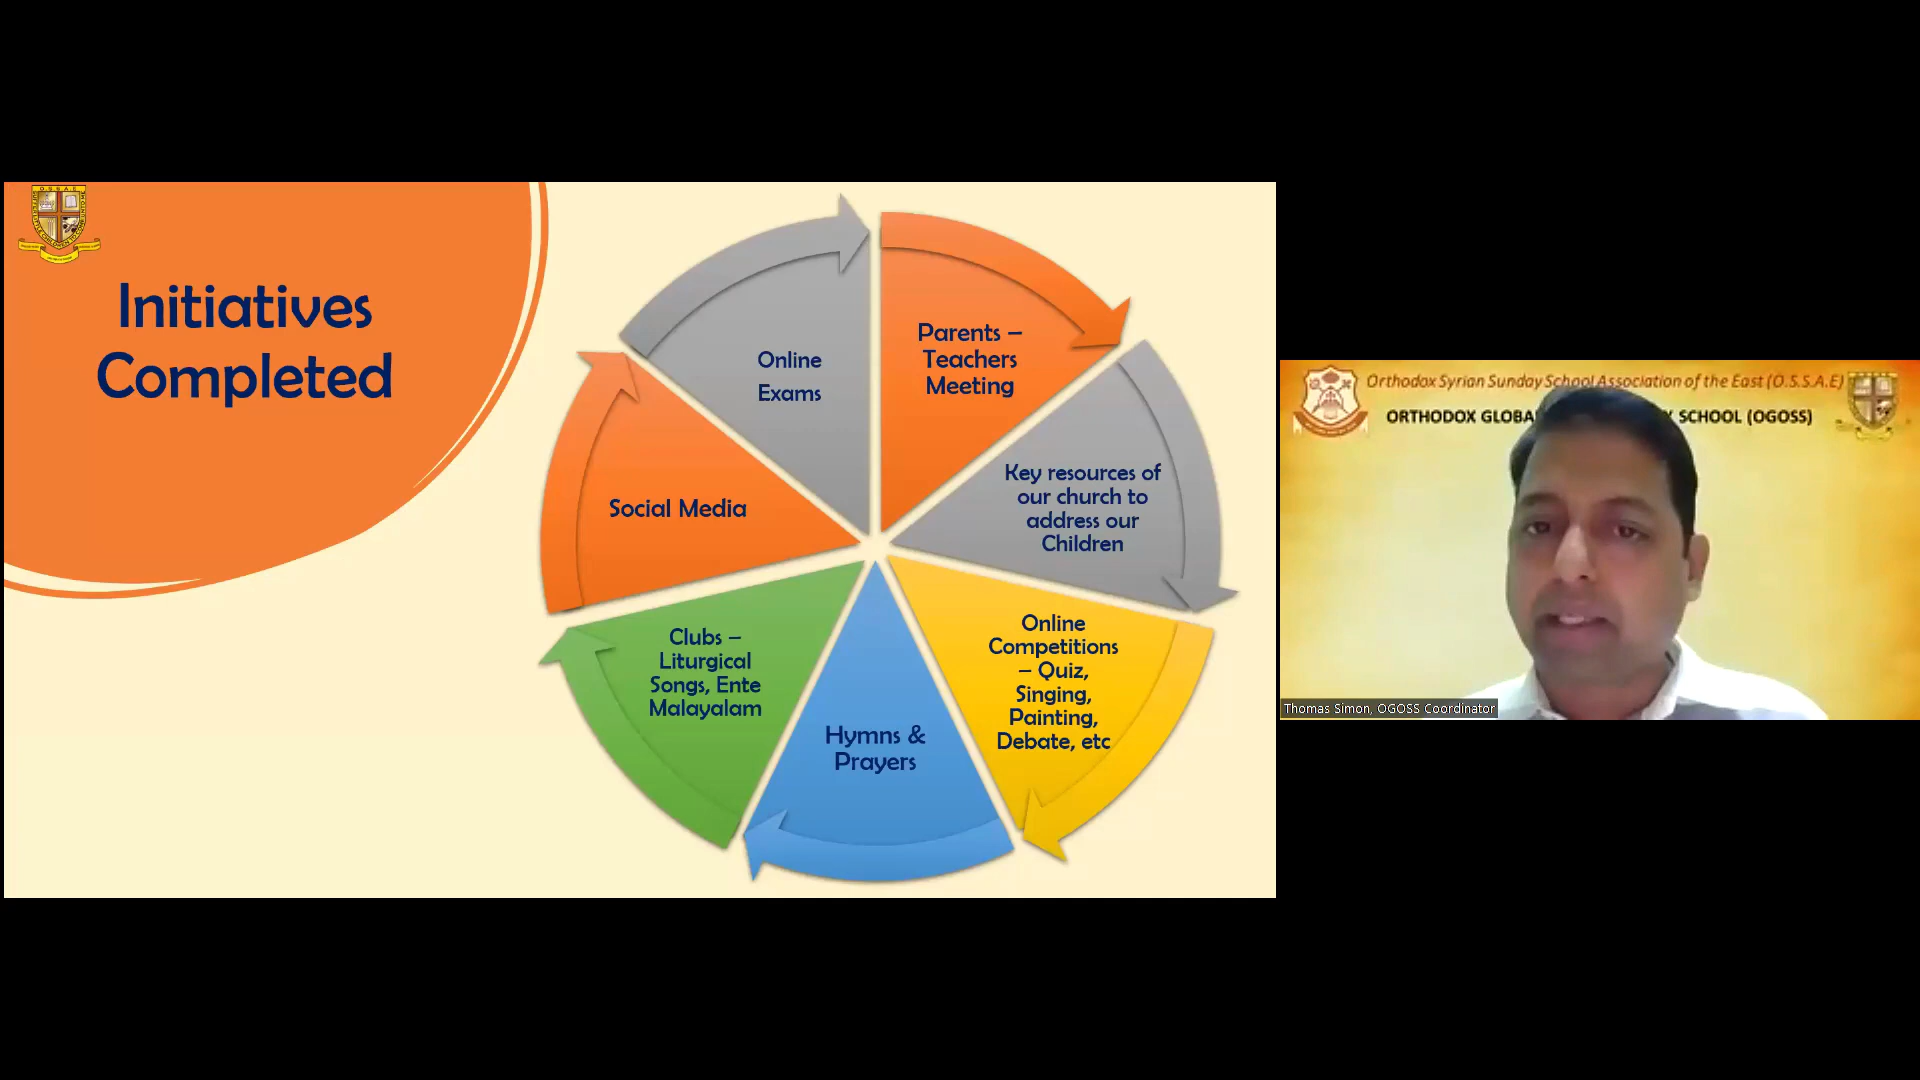 Initiatives
Completed
Parents –
Teachers
Meeting
Key resources of
our church to
address our
Children
Online
Competitions
– Quiz,
Singing,
Painting,
Debate, etc
Hymns &
Prayers
Clubs –
Liturgical
Songs, Ente
Malayalam
Social Media
Online
Exams
O.S.S.A.E
Orthodox Syrian Sunday School Association of the East (O.S.S.A.E)
ORTHODOX GLOBA SCHOOL (OGOSS)
Thomas Simon, OGOSS Coordinator